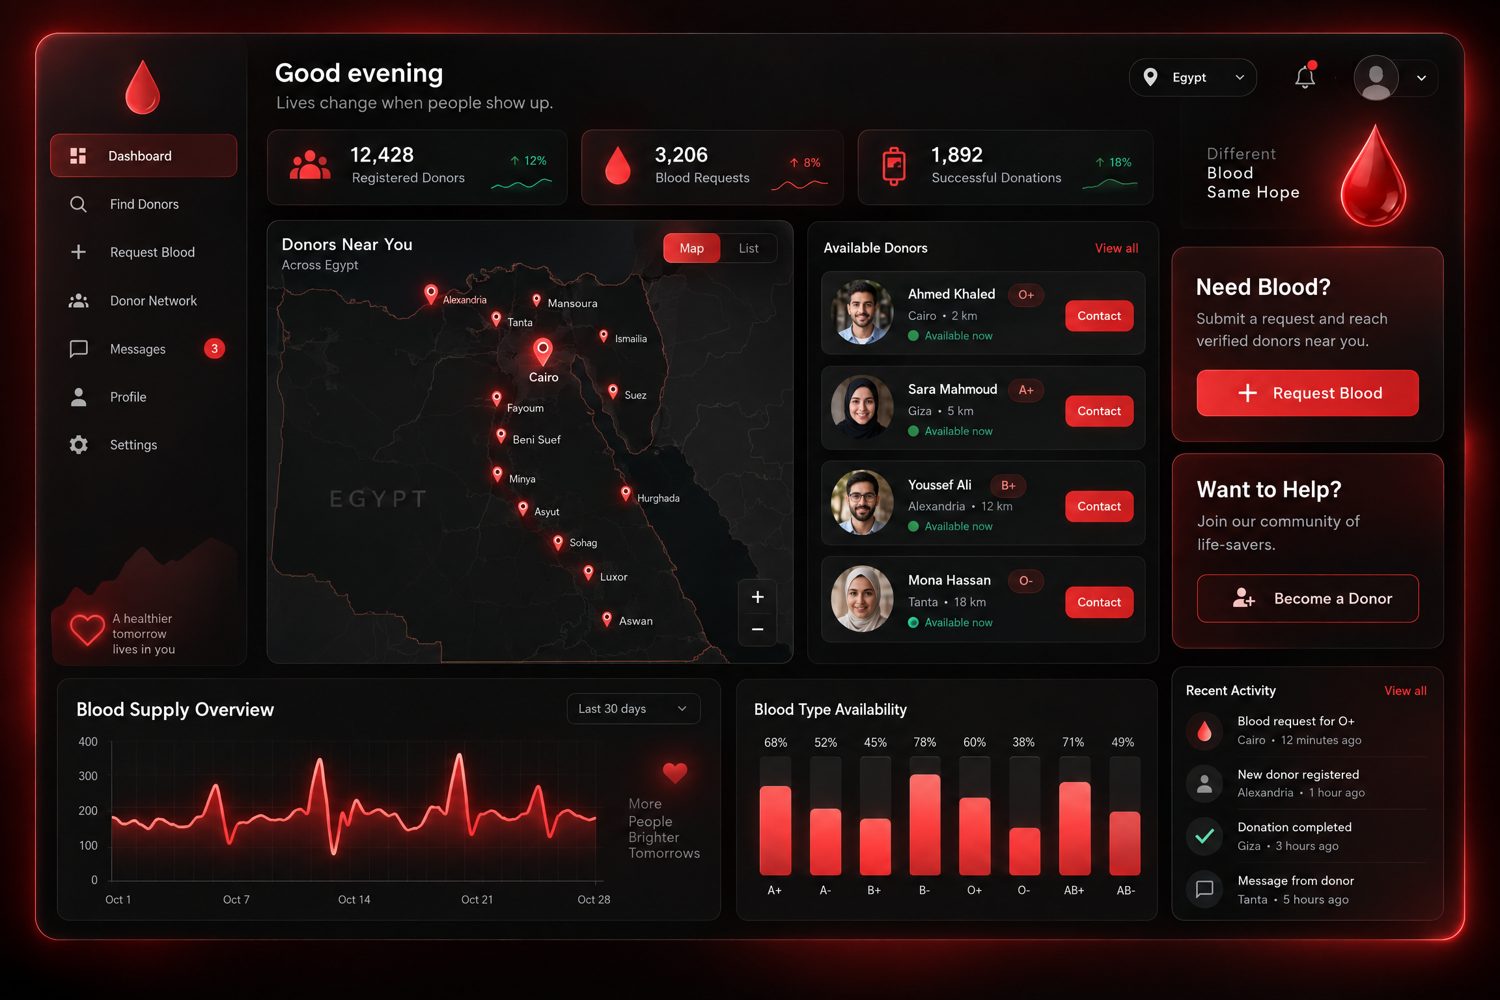 Good evening
Lives change when people show up.
Egypt
Dashboard
Find Donors
Request Blood
Donor Network
Messages
3
Profile
Settings
A healthier
tomorrow
lives in you
12,428
Registered Donors
↑ 12%
3,206
Blood Requests
↑ 8%
1,892
Successful Donations
↑ 18%
Different
Blood
Same Hope
Donors Near You
Across Egypt
Map
List
Alexandria
Mansoura
Tanta
Ismailia
Cairo
Suez
Fayoum
Beni Suef
Minya
EGYPT
Hurghada
Asyut
Sohag
Luxor
Aswan
+
−
Available Donors
View all
Ahmed Khaled
O+
Cairo • 2 km
Available now
Contact
Sara Mahmoud
A+
Giza • 5 km
Available now
Contact
Youssef Ali
B+
Alexandria • 12 km
Available now
Contact
Mona Hassan
O-
Tanta • 18 km
Available now
Contact
Need Blood?
Submit a request and reach
verified donors near you.
+ Request Blood
Want to Help?
Join our community of
life-savers.
Become a Donor
Blood Supply Overview
Last 30 days
400
300
200
100
0
Oct 1
Oct 7
Oct 14
Oct 21
Oct 28
More
People
Brighter
Tomorrows
Blood Type Availability
68% 52% 45% 78% 60% 38% 71% 49%
A+ A- B+ B- O+ O- AB+ AB-
Recent Activity
View all
Blood request for O+
Cairo • 12 minutes ago
New donor registered
Alexandria • 1 hour ago
Donation completed
Giza • 3 hours ago
Message from donor
Tanta • 5 hours ago